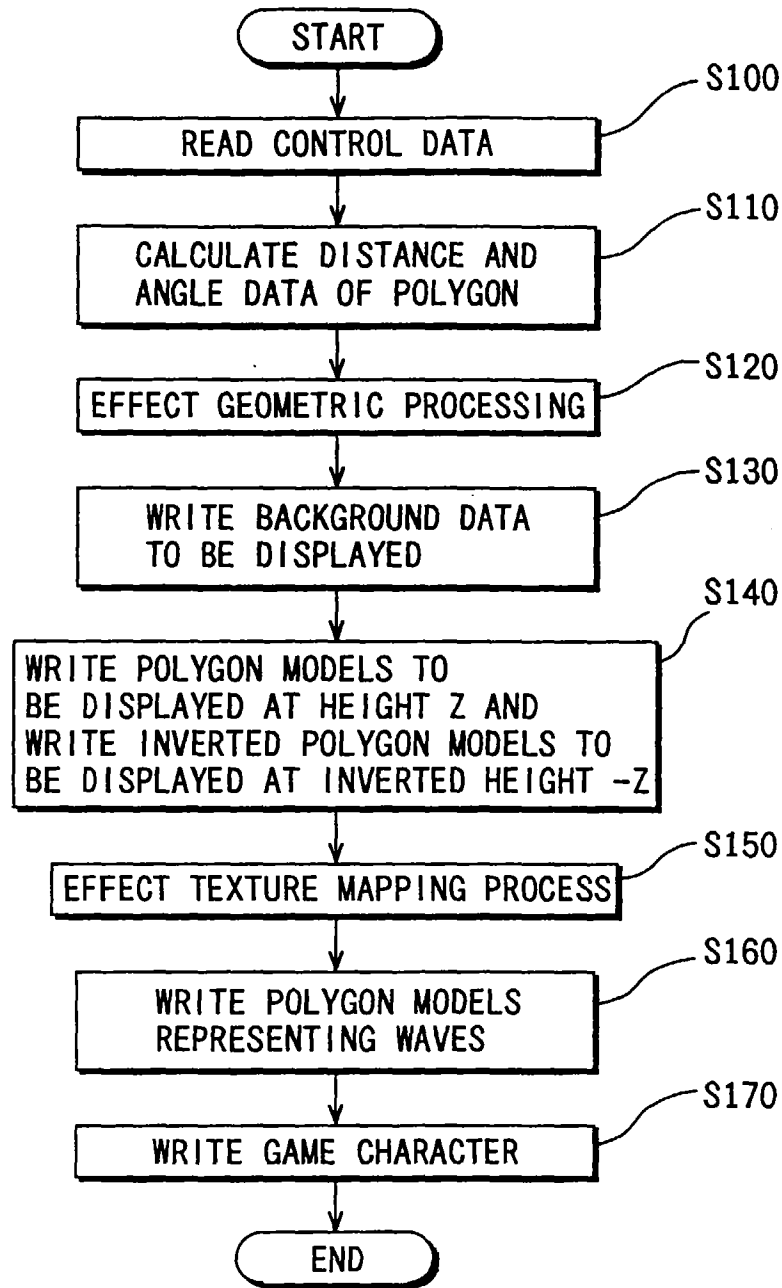 START
S100
READ CONTROL DATA
S110
CALCULATE DISTANCE AND
ANGLE DATA OF POLYGON
S120
EFFECT GEOMETRIC PROCESSING
S130
WRITE BACKGROUND DATA
TO BE DISPLAYED
S140
WRITE POLYGON MODELS TO
BE DISPLAYED AT HEIGHT Z AND
WRITE INVERTED POLYGON MODELS TO
BE DISPLAYED AT INVERTED HEIGHT -Z
S150
EFFECT TEXTURE MAPPING PROCESS
S160
WRITE POLYGON MODELS
REPRESENTING WAVES
S170
WRITE GAME CHARACTER
END